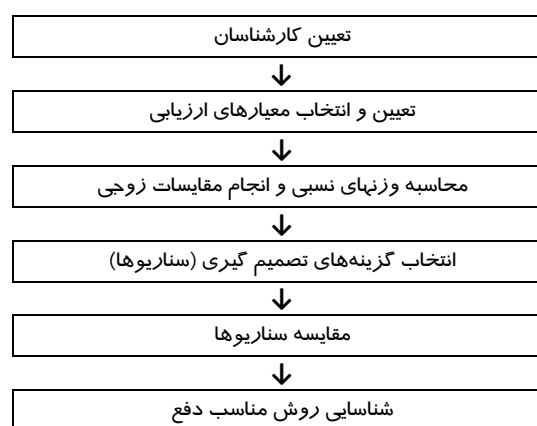 تعیین کارشناسان
تعیین و انتخاب معیارهای ارزیابی
محاسبه وزنهای نسبی و انجام مقایسات زوجی
انتخاب گزینه‌های تصمیم گیری (سناریوها)
مقایسه سناریوها
شناسایی روش مناسب دفع